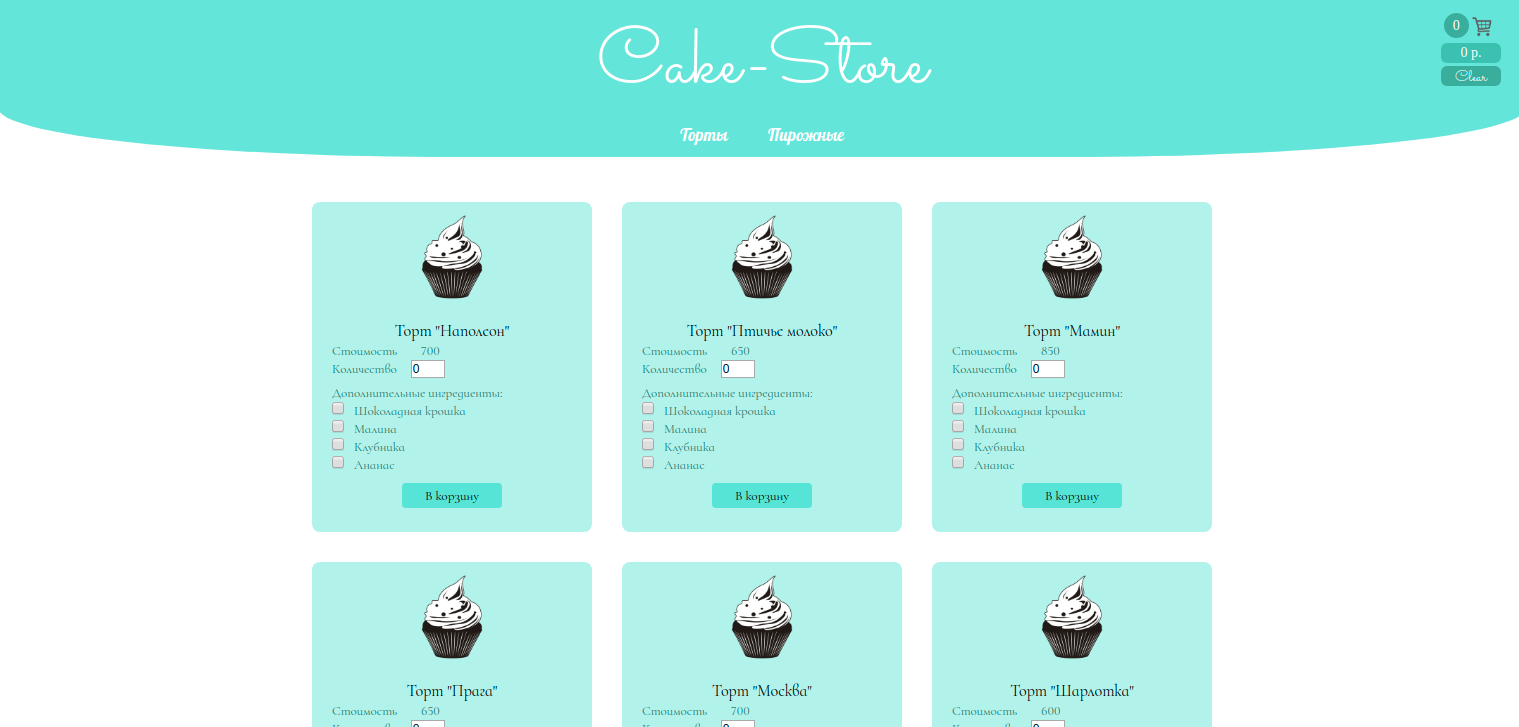 Cake-Store
0
0 р.
Clear
Торты Пирожные
Торт "Наполеон" Торт "Птичье молоко" Торт "Мамин"
Стоимость 700 Стоимость 650 Стоимость 850
Количество 0 Количество 0 Количество 0
Дополнительные ингредиенты: Дополнительные ингредиенты: Дополнительные ингредиенты:
Шоколадная крошка Шоколадная крошка Шоколадная крошка
Малина Малина Малина
Клубника Клубника Клубника
Ананас Ананас Ананас
В корзину В корзину В корзину
Торт "Прага" Торт "Москва" Торт "Шарлотка"
Стоимость 650 Стоимость 700 Стоимость 600